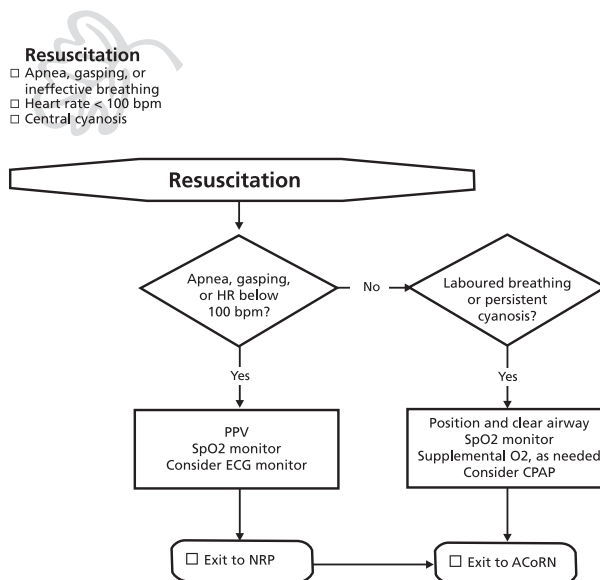 Resuscitation
☐ Apnea, gasping, or
ineffective breathing
☐ Heart rate < 100 bpm
☐ Central cyanosis
Resuscitation
Apnea, gasping,
or HR below
100 bpm?
No
Laboured breathing
or persistent
cyanosis?
Yes
Yes
PPV
SpO2 monitor
Consider ECG monitor
Position and clear airway
SpO2 monitor
Supplemental O2, as needed
Consider CPAP
☐ Exit to NRP
☐ Exit to ACoRN